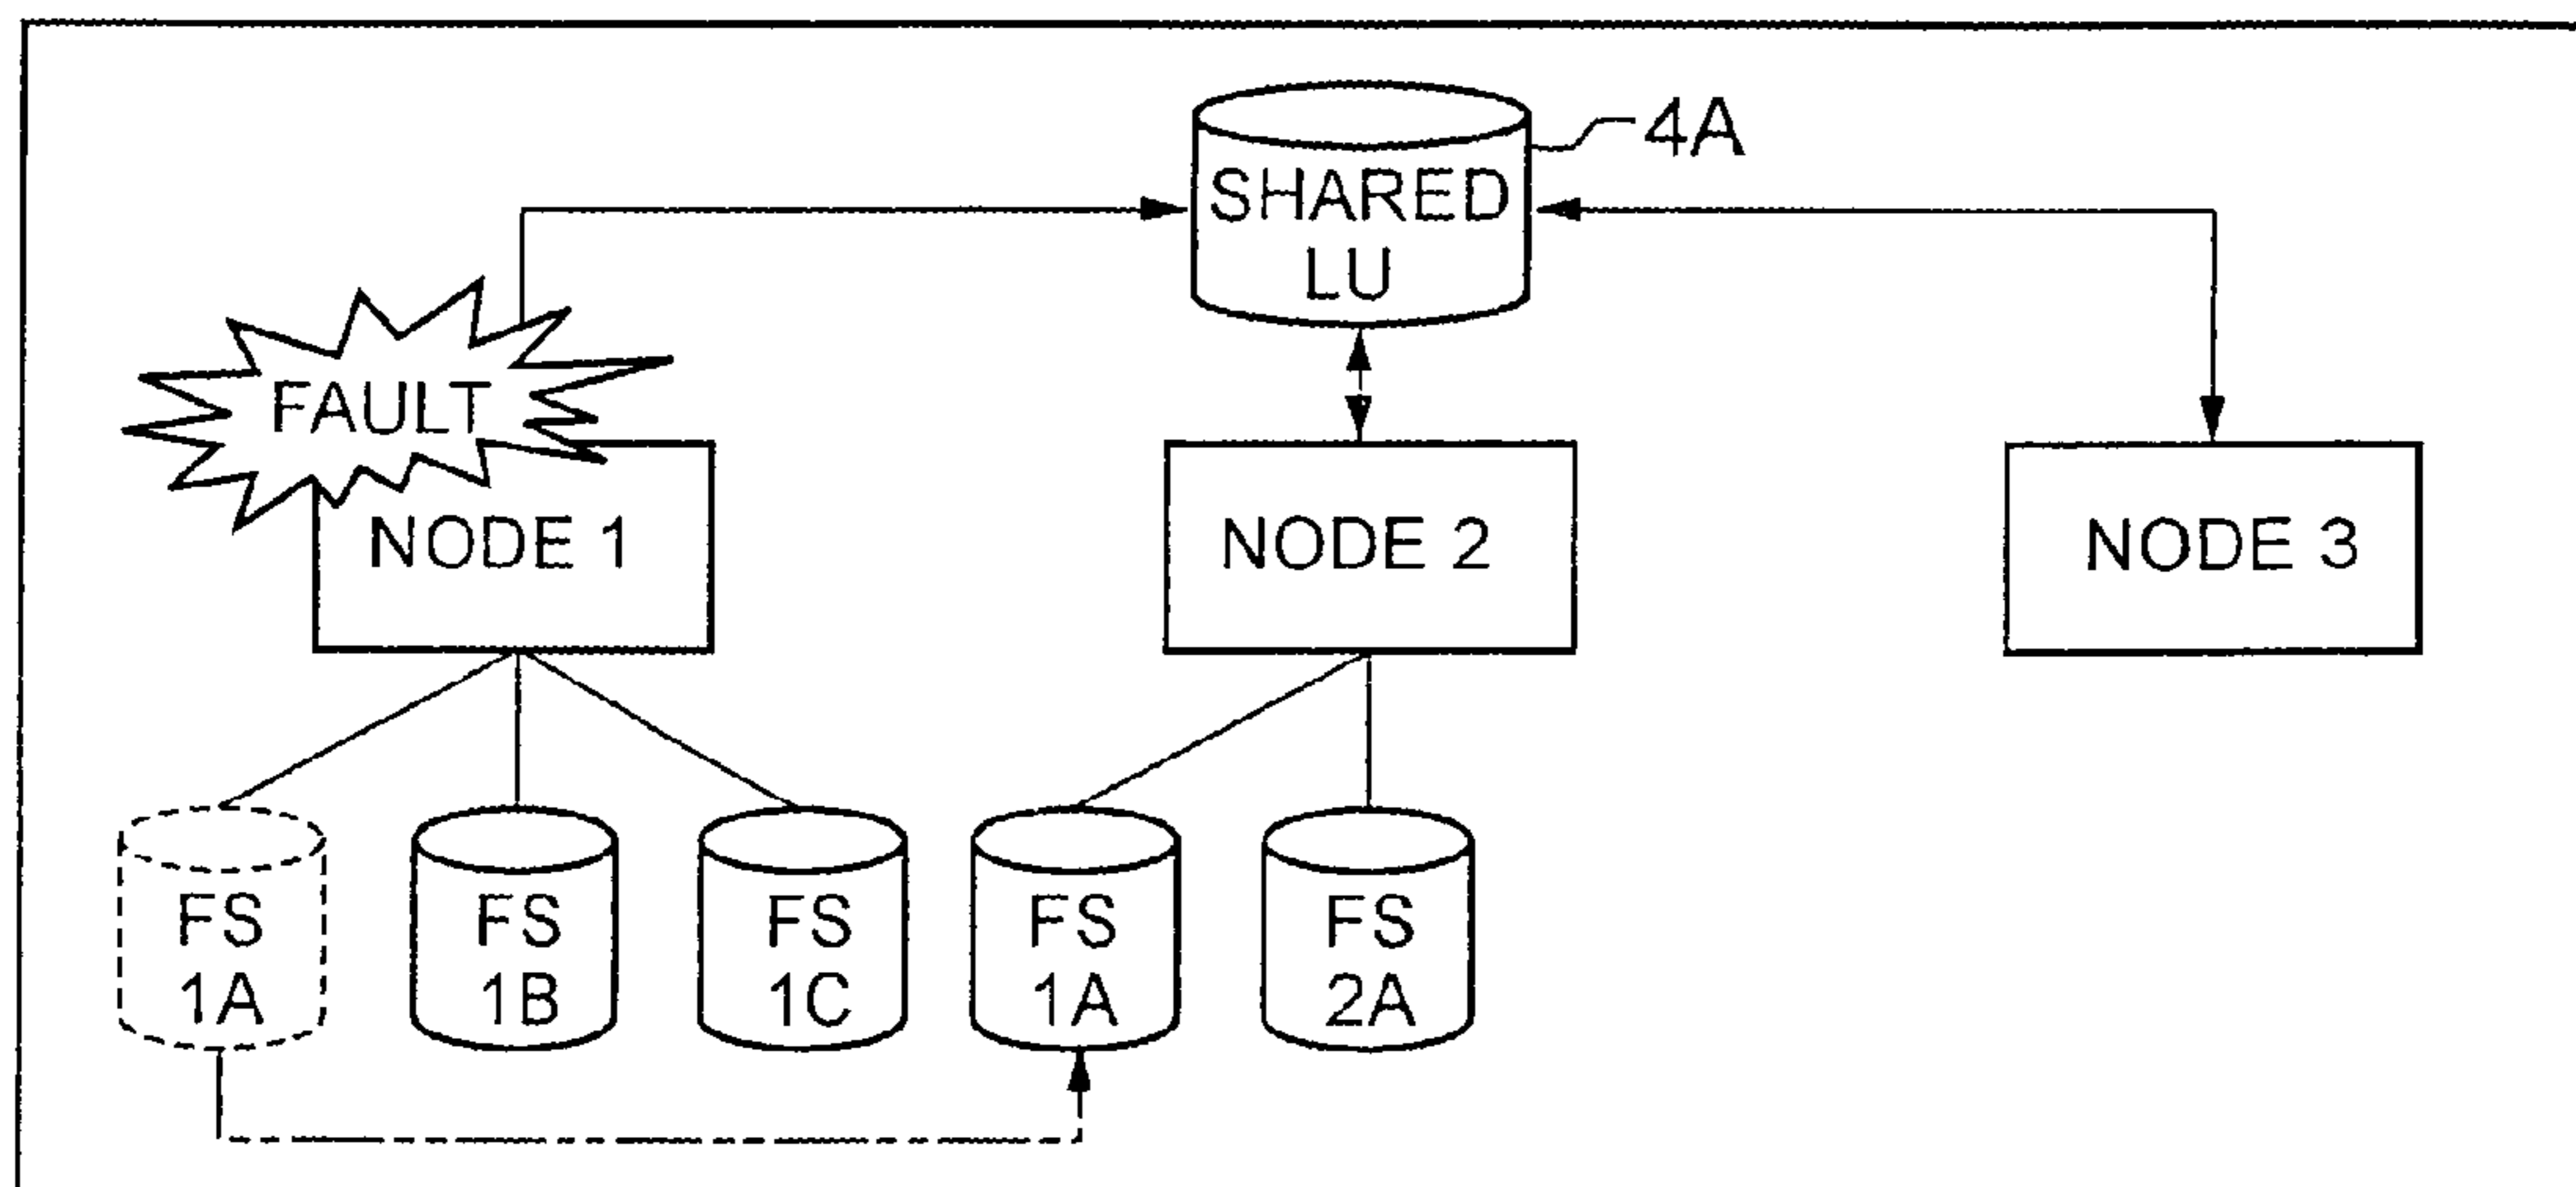 4A
SHARED
LU
FAULT
NODE 1
NODE 2
NODE 3
FS
1A
FS
1B
FS
1C
FS
1A
FS
2A